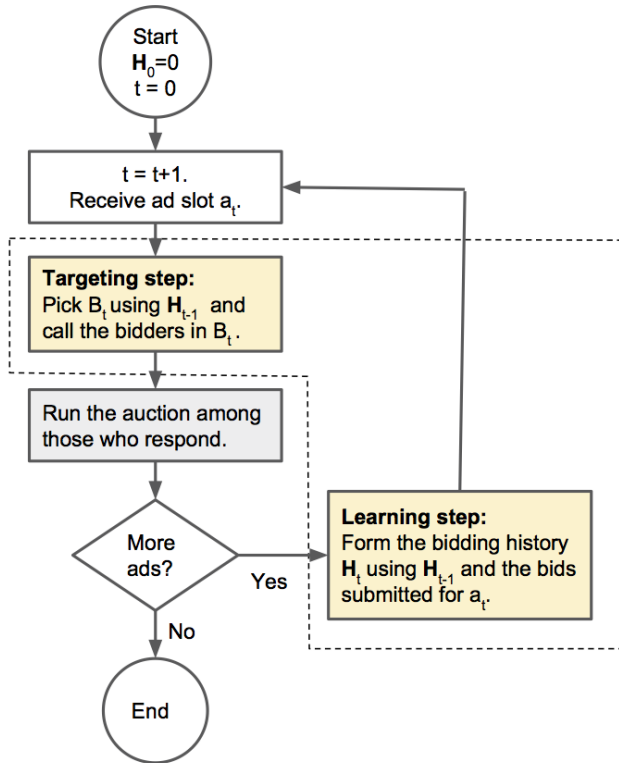 Start
H₀=0
t = 0
t = t+1.
Receive ad slot aₜ.
Targeting step:
Pick Bₜ using Hₜ₋₁ and
call the bidders in Bₜ.
Run the auction among
those who respond.
More
ads?
Yes
Learning step:
Form the bidding history
Hₜ using Hₜ₋₁ and the bids
submitted for aₜ.
No
End